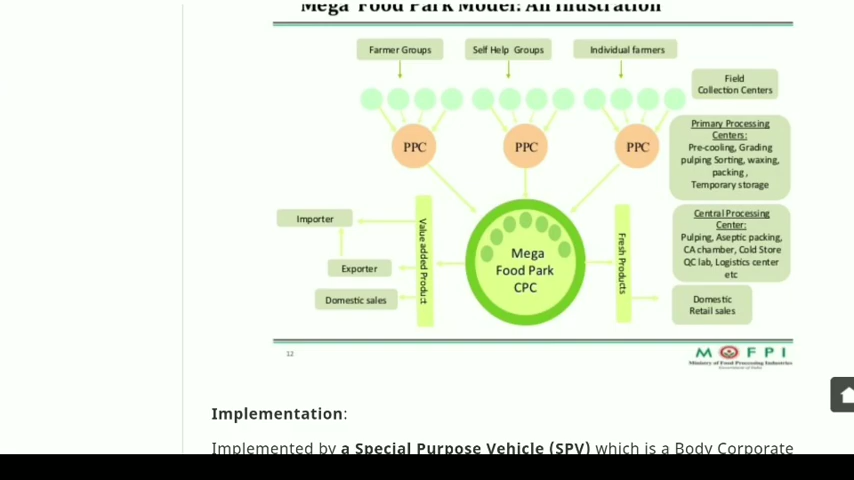 Mega Food Park Model: An Illustration
Farmer Groups
Self Help Groups
Individual farmers
Field
Collection Centers
PPC
PPC
PPC
Primary Processing
Centers:
Pre-cooling, Grading
pulping Sorting, waxing,
packing ,
Temporary storage
Central Processing
Center:
Pulping, Aseptic packing,
CA chamber, Cold Store
QC lab, Logistics center
etc
Importer
Exporter
Domestic sales
Value added Product
Mega
Food Park
CPC
Fresh Products
Domestic
Retail sales
12
M O F P I
Ministry of Food Processing Industries
Government of India
Implementation:
Implemented by a Special Purpose Vehicle (SPV) which is a Body Corporate